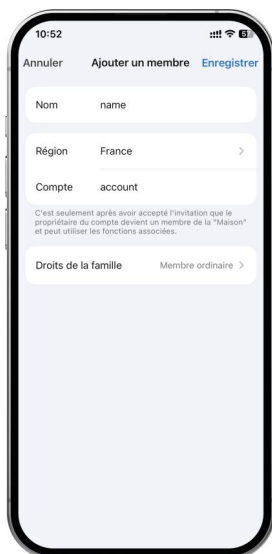 10:52
Annuler Ajouter un membre Enregistrer
Nom name
Région France >
Compte account
C'est seulement après avoir accepté l'invitation que le
propriétaire du compte devient un membre de la "Maison"
et peut utiliser les fonctions associées.
Droits de la famille Membre ordinaire >